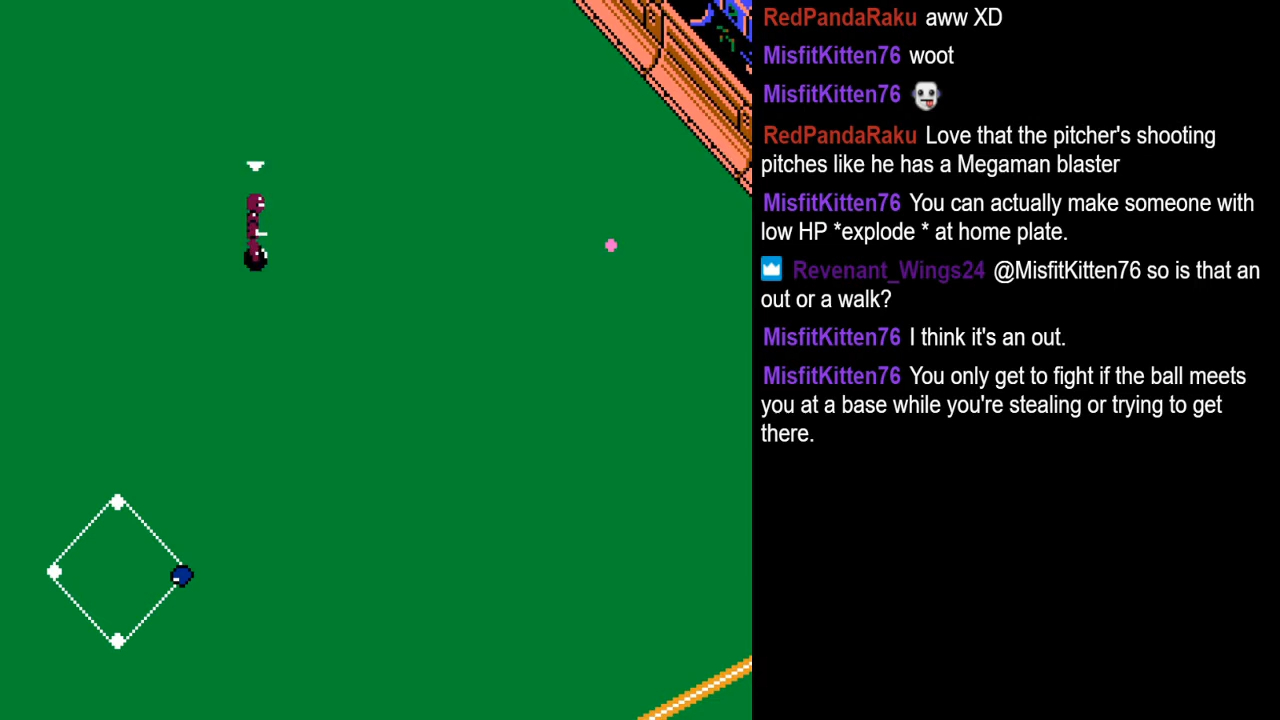 RedPandaRaku aww XD
MisfitKitten76 woot
MisfitKitten76
RedPandaRaku Love that the pitcher's shooting
pitches like he has a Megaman blaster
MisfitKitten76 You can actually make someone with
low HP *explode * at home plate.
Revenant_Wings24 @MisfitKitten76 so is that an
out or a walk?
MisfitKitten76 I think it's an out.
MisfitKitten76 You only get to fight if the ball meets
you at a base while you're stealing or trying to get
there.